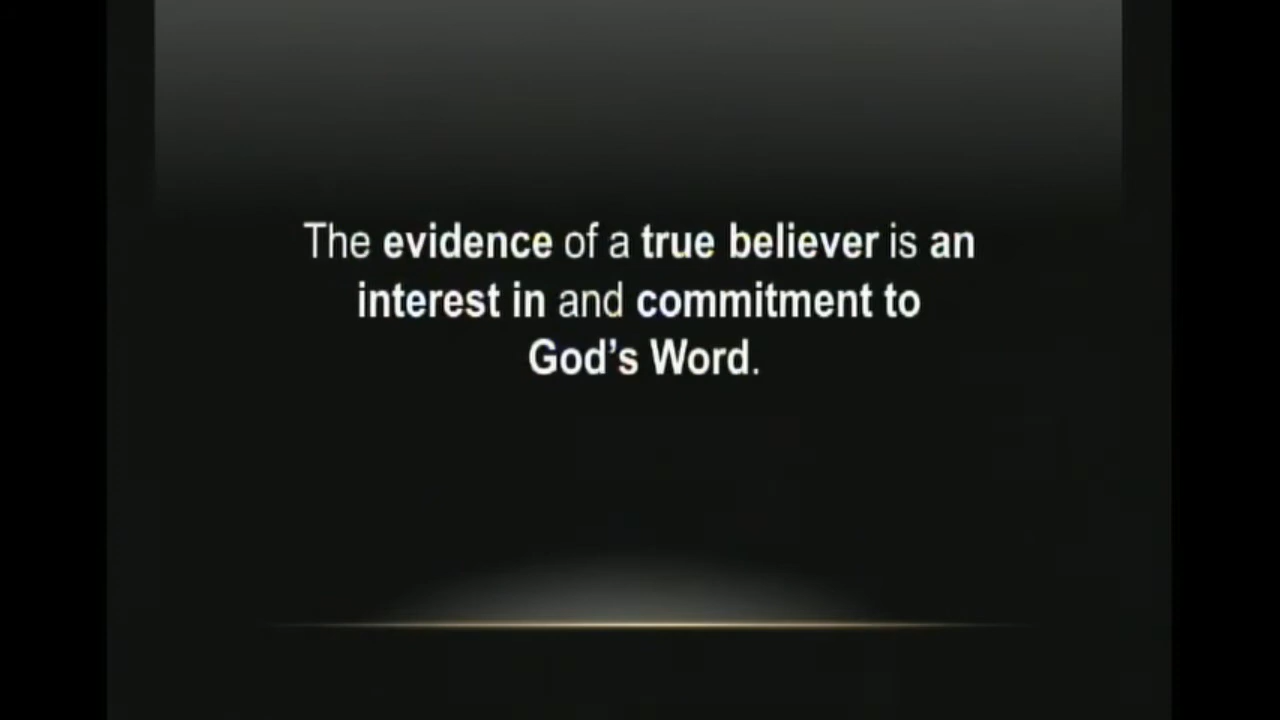 The evidence of a true believer is an
interest in and commitment to
God’s Word.